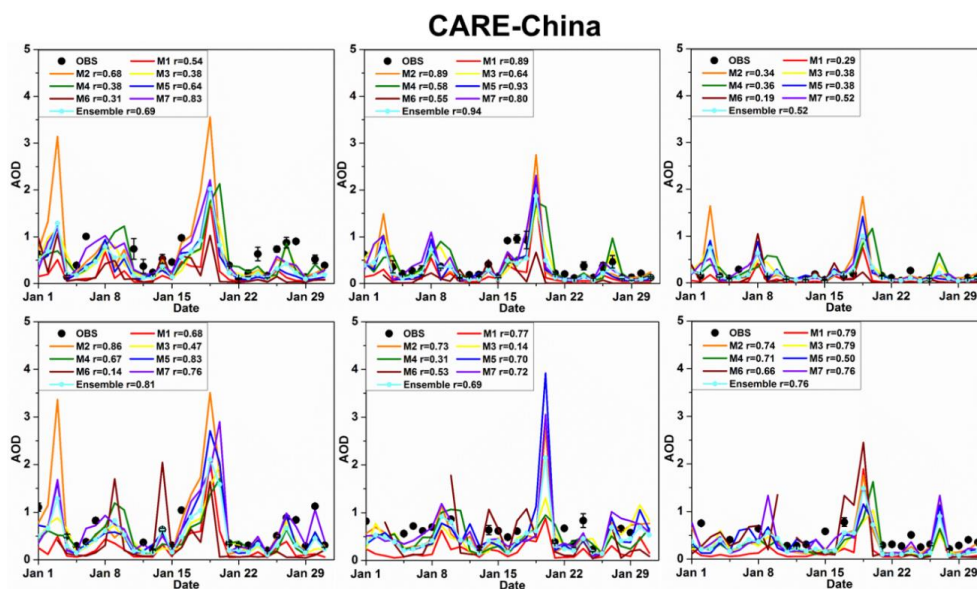 CARE-China
5
4
3
2
1
0
AOD
OBS M1 r=0.54
M2 r=0.68 M3 r=0.38
M4 r=0.38 M5 r=0.64
M6 r=0.31 M7 r=0.83
Ensemble r=0.69
Jan 1 Jan 8 Jan 15 Jan 22 Jan 29
Date
5
4
3
2
1
0
AOD
OBS M1 r=0.89
M2 r=0.89 M3 r=0.64
M4 r=0.58 M5 r=0.93
M6 r=0.55 M7 r=0.80
Ensemble r=0.94
Jan 1 Jan 8 Jan 15 Jan 22 Jan 29
Date
5
4
3
2
1
0
AOD
OBS M1 r=0.29
M2 r=0.34 M3 r=0.38
M4 r=0.36 M5 r=0.38
M6 r=0.19 M7 r=0.52
Ensemble r=0.52
Jan 1 Jan 8 Jan 15 Jan 22 Jan 29
Date
5
4
3
2
1
0
AOD
OBS M1 r=0.68
M2 r=0.86 M3 r=0.47
M4 r=0.67 M5 r=0.83
M6 r=0.14 M7 r=0.76
Ensemble r=0.81
Jan 1 Jan 8 Jan 15 Jan 22 Jan 29
Date
5
4
3
2
1
0
AOD
OBS M1 r=0.77
M2 r=0.73 M3 r=0.14
M4 r=0.31 M5 r=0.70
M6 r=0.53 M7 r=0.72
Ensemble r=0.69
Jan 1 Jan 8 Jan 15 Jan 22 Jan 29
Date
5
4
3
2
1
0
AOD
OBS M1 r=0.79
M2 r=0.74 M3 r=0.79
M4 r=0.71 M5 r=0.50
M6 r=0.66 M7 r=0.76
Ensemble r=0.76
Jan 1 Jan 8 Jan 15 Jan 22 Jan 29
Date